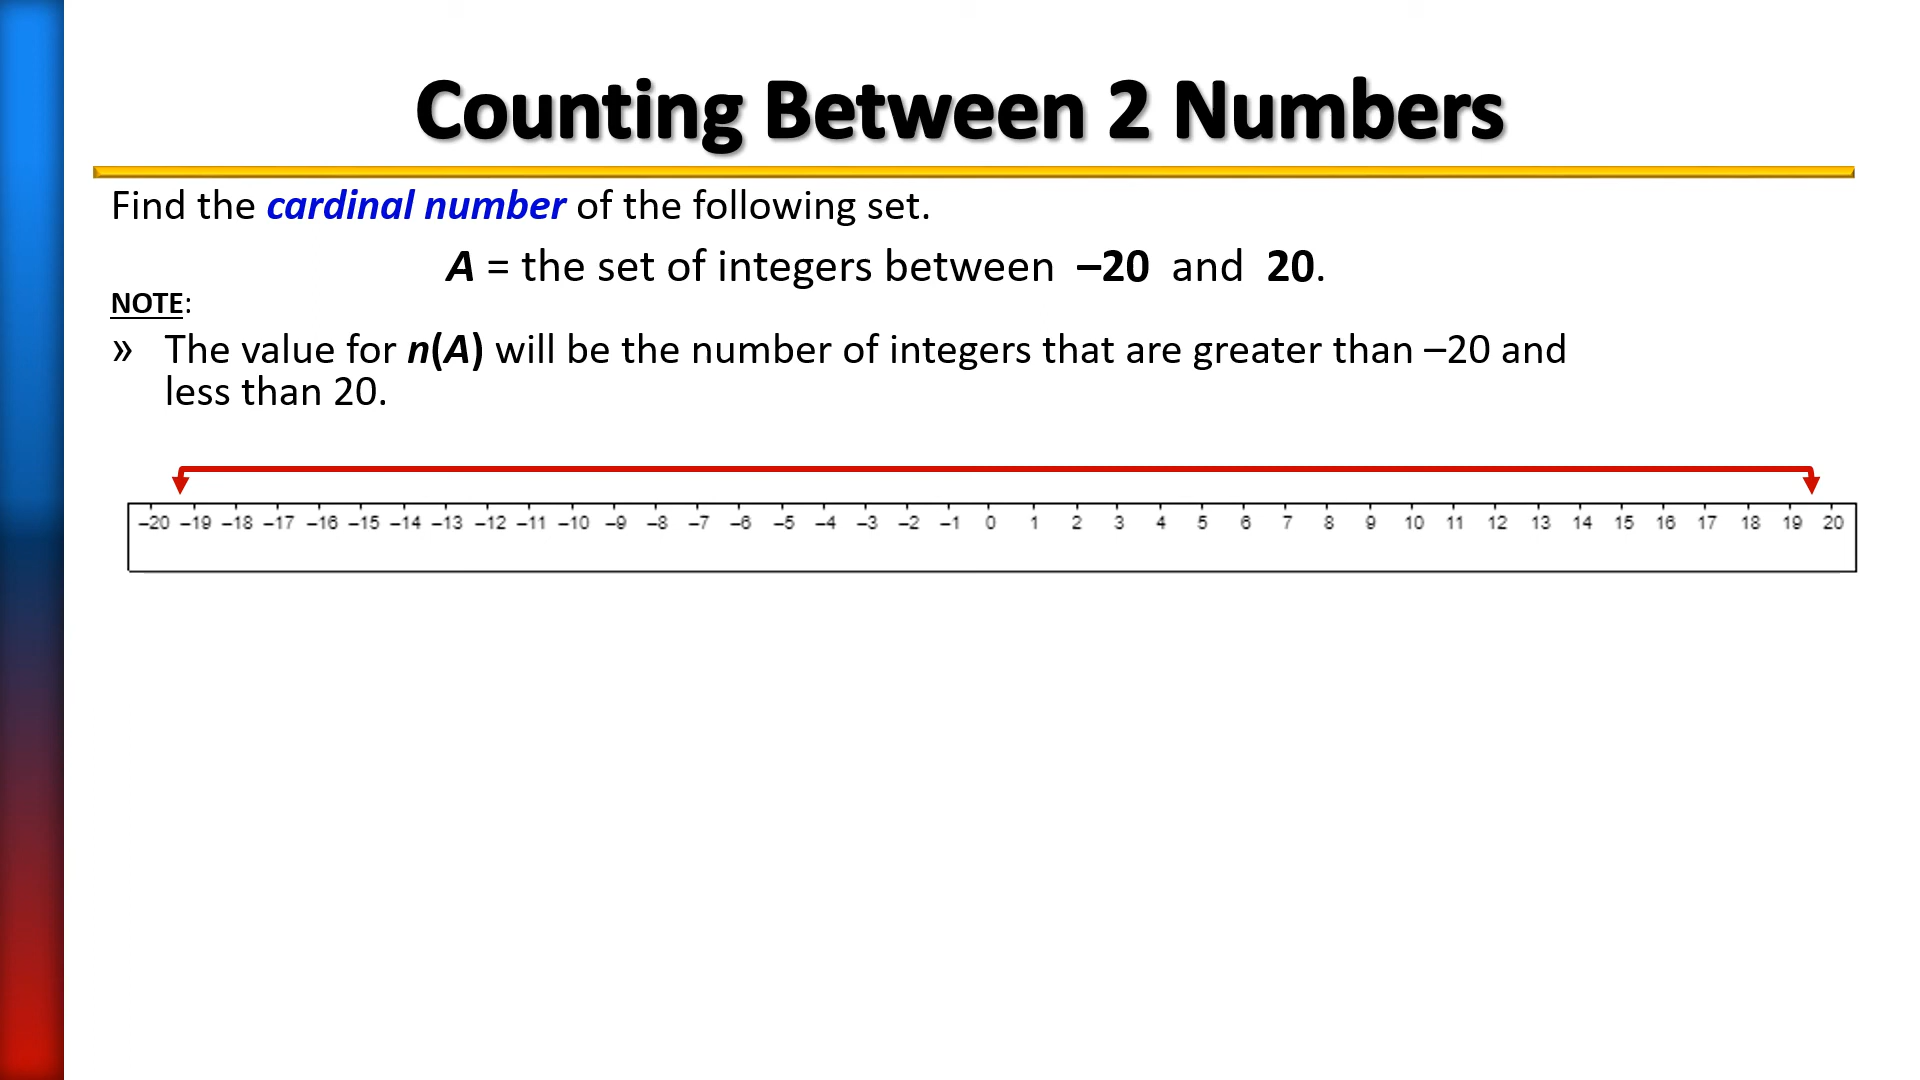 Counting Between 2 Numbers
Find the cardinal number of the following set.
A = the set of integers between –20 and 20.
NOTE:
» The value for n(A) will be the number of integers that are greater than –20 and
less than 20.
–20 –19 –18 –17 –16 –15 –14 –13 –12 –11 –10 –9 –8 –7 –6 –5 –4 –3 –2 –1 0 1 2 3 4 5 6 7 8 9 10 11 12 13 14 15 16 17 18 19 20